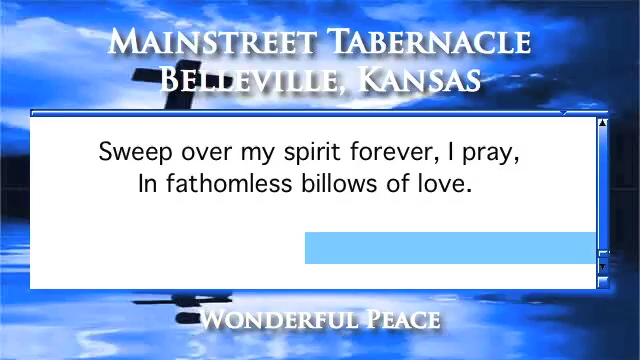 Mainstreet Tabernacle
Belleville, Kansas
Sweep over my spirit forever, I pray,
In fathomless billows of love.
Wonderful Peace